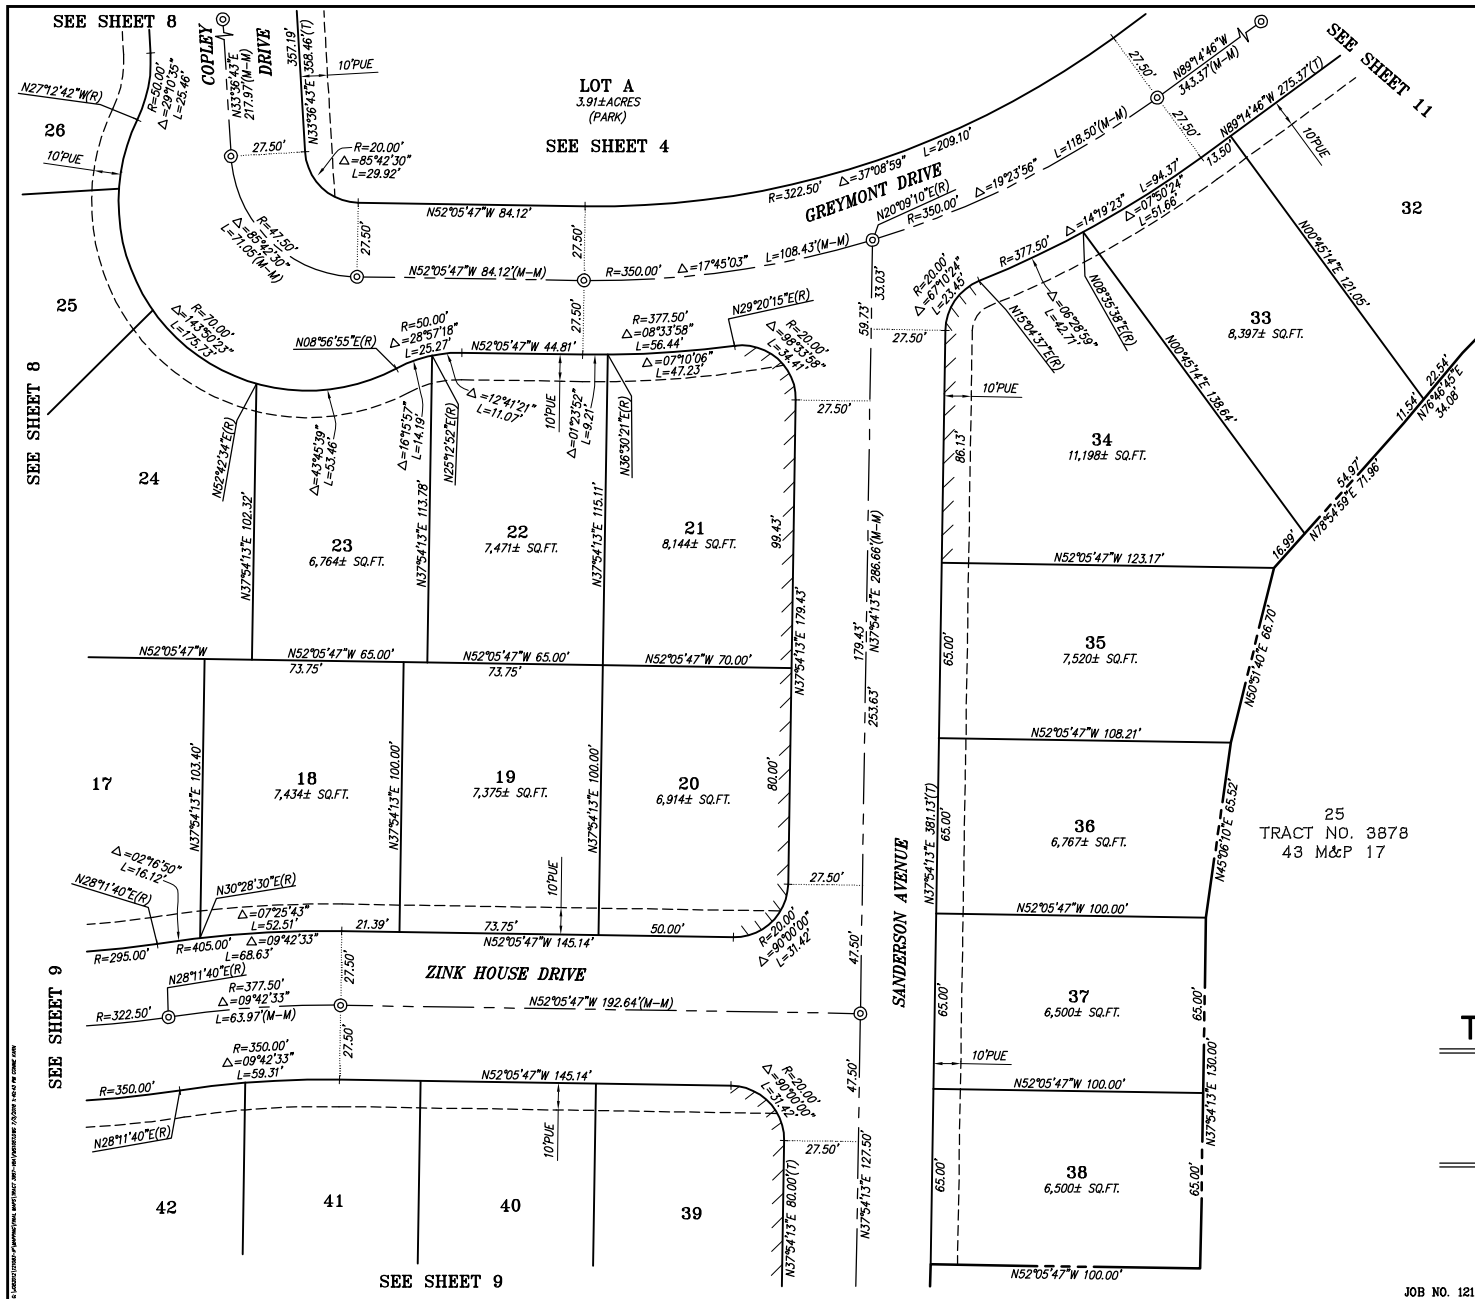 SEE SHEET 8
COPLEY
DRIVE
N33°36'43"E
217.97'(M-M)
357.19'
N33°36'43"E 358.46'(T)
10'PUE
LOT A
3.91±ACRES
(PARK)
SEE SHEET 4
N27°12'42"W(R)
R=50.00'
△=29°10'35"
L=25.46'
26
10'PUE
27.50'
R=20.00'
△=85°42'30"
L=29.92'
27.50'
N89°14'46"W
343.37'(M-M)
SEE SHEET 11
N89°14'46"W 275.37'(T)
10'PUE
27.50'
13.50'
R=322.50'
△=37°08'59"
L=209.10'
GREYMONT DRIVE
N20°09'10"E(R)
R=350.00'
△=19°23'56"
L=118.50'(M-M)
N52°05'47"W 84.12'
27.50'
27.50'
R=47.50'
△=85°42'30"
L=71.05'(M-M)
N52°05'47"W 84.12'(M-M)
R=350.00'
△=17°45'03"
L=108.43'(M-M)
R=377.50'
△=14°19'23"
L=94.37'
△=07°50'24"
L=51.66'
32
N00°45'14"E 121.05'
33
8,397± SQ.FT.
33.03'
59.73'
R=20.00'
△=67°10'24"
L=23.45'
27.50'
N15°04'37"E(R)
△=06°28'59"
L=42.71'
N08°35'38"E(R)
N00°45'14"E 138.64'
25
R=70.00'
△=143°50'23"
L=175.73'
N08°56'55"E(R)
R=50.00'
△=28°57'18"
L=25.27'
N52°05'47"W 44.81'
27.50'
R=377.50'
△=08°33'58"
L=56.44'
△=07°10'06"
L=47.23'
N29°20'15"E(R)
R=20.00'
△=98°33'58"
L=34.41'
27.50'
10'PUE
22.54'
11.54'
N76°46'45"E
34.08'
54.97'
N78°54'59"E 71.96'
16.99'
SEE SHEET 8
N52°42'34"E(R)
△=43°45'39"
L=53.46'
△=16°15'57"
L=14.19'
N25°12'52"E(R)
△=12°41'21"
L=11.07'
10'PUE
△=01°23'52"
L=9.21'
N36°30'21"E(R)
24
N37°54'13"E 102.32'
23
6,764± SQ.FT.
N37°54'13"E 113.78'
22
7,471± SQ.FT.
N37°54'13"E 115.11'
21
8,144± SQ.FT.
99.43'
N37°54'13"E 179.43'
179.43'
N37°54'13"E 286.66'(M-M)
86.13'
34
11,198± SQ.FT.
N52°05'47"W 123.17'
N52°05'47"W
N52°05'47"W 65.00'
73.75'
N52°05'47"W 65.00'
73.75'
N52°05'47"W 70.00'
65.00'
35
7,520± SQ.FT.
N50°51'40"E 66.70'
253.63'
N52°05'47"W 108.21'
17
N37°54'13"E 103.40'
18
7,434± SQ.FT.
N37°54'13"E 100.00'
19
7,375± SQ.FT.
N37°54'13"E 100.00'
20
6,914± SQ.FT.
80.00'
SANDERSON AVENUE
N37°54'13"E 381.13'(T)
65.00'
36
6,767± SQ.FT.
N45°06'10"E 65.52'
25
TRACT NO. 3878
43 M&P 17
△=02°16'50"
L=16.12'
N28°11'40"E(R)
N30°28'30"E(R)
△=07°25'43"
L=52.51'
21.39'
73.75'
10'PUE
50.00'
27.50'
R=20.00'
△=90°00'00"
L=31.42'
N52°05'47"W 100.00'
R=295.00'
R=405.00'
△=09°42'33"
L=68.63'
N52°05'47"W 145.14'
ZINK HOUSE DRIVE
47.50'
N28°11'40"E(R)
27.50'
R=377.50'
△=09°42'33"
L=63.97'(M-M)
R=322.50'
N52°05'47"W 192.64'(M-M)
65.00'
37
6,500± SQ.FT.
65.00'
N37°54'13"E 130.00'
T
SEE SHEET 9
27.50'
R=350.00'
△=09°42'33"
L=59.31'
R=350.00'
N52°05'47"W 145.14'
N28°11'40"E(R)
10'PUE
R=20.00'
△=90°00'00"
L=31.42'
47.50'
10'PUE
N52°05'47"W 100.00'
27.50'
N37°54'13"E 127.50'
N37°54'13"E 80.00'(T)
65.00'
38
6,500± SQ.FT.
65.00'
42
41
40
39
SEE SHEET 9
N52°05'47"W 100.00'
JOB NO. 121